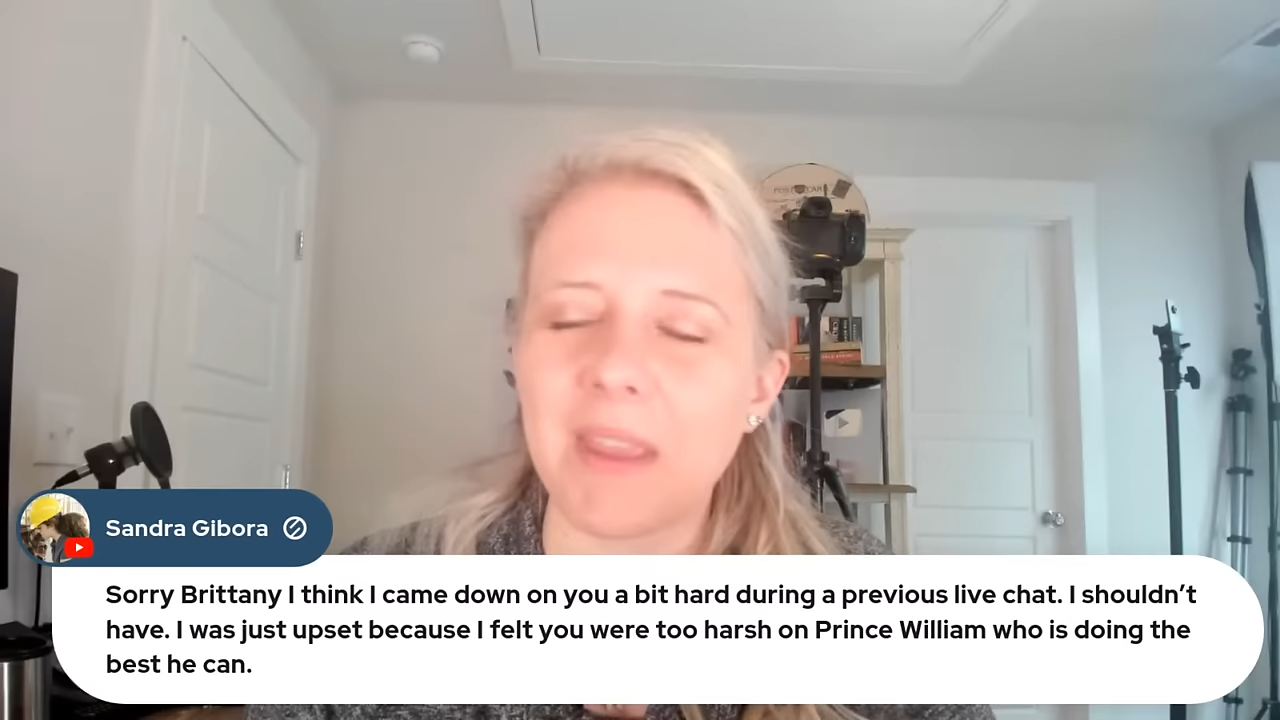 Sandra Gibora
Sorry Brittany I think I came down on you a bit hard during a previous live chat. I shouldn’t
have. I was just upset because I felt you were too harsh on Prince William who is doing the
best he can.